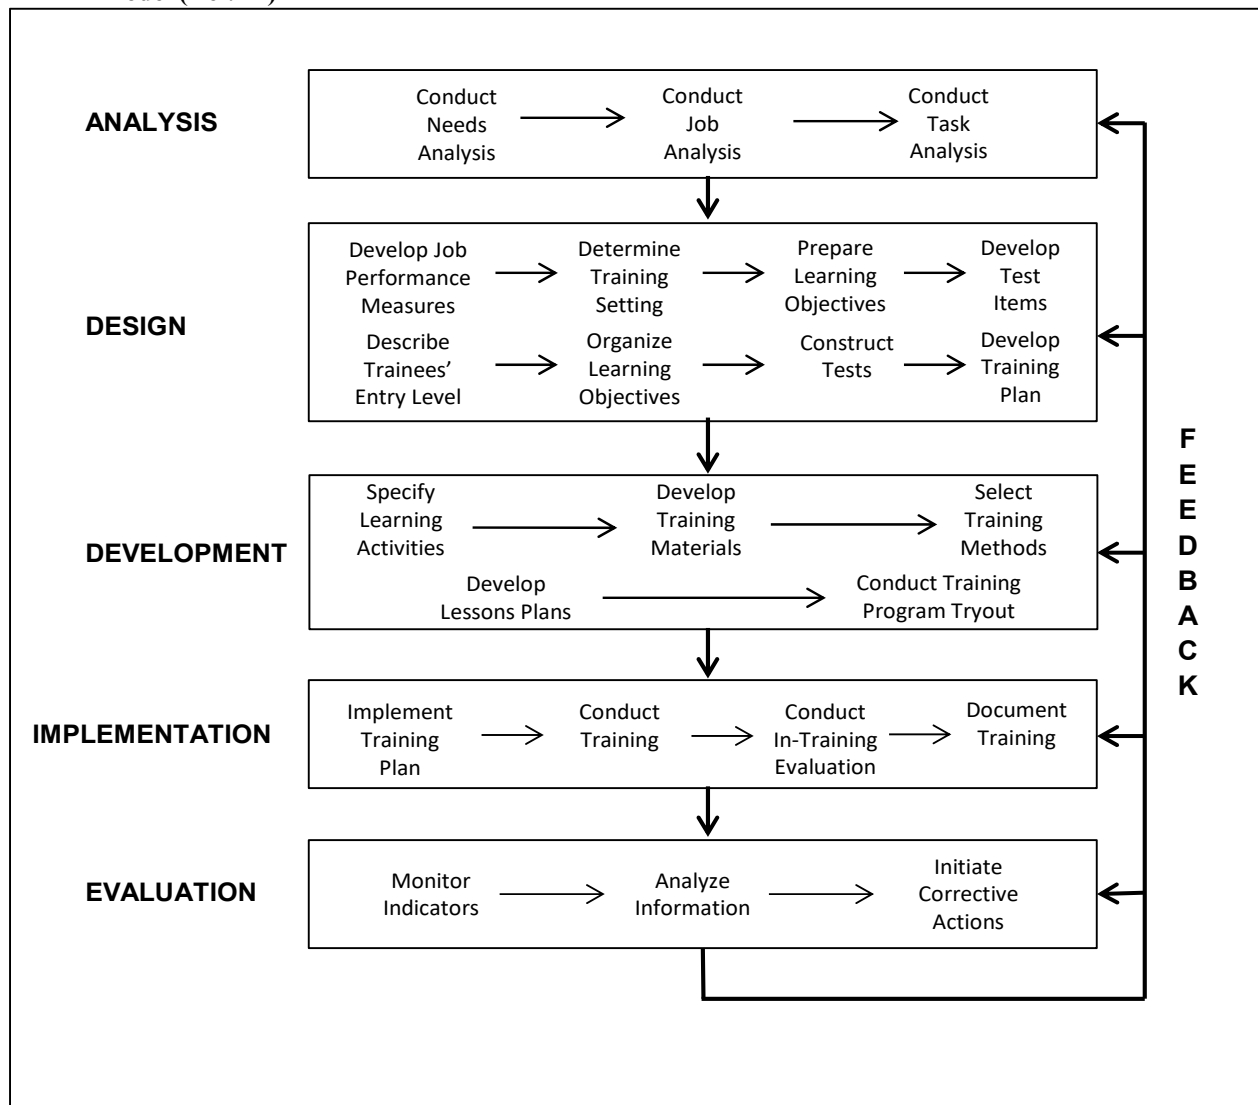 ANALYSIS
Conduct
Needs
Analysis
Conduct
Job
Analysis
Conduct
Task
Analysis
DESIGN
Develop Job
Performance
Measures
Determine
Training
Setting
Prepare
Learning
Objectives
Develop
Test
Items
Describe
Trainees’
Entry Level
Organize
Learning
Objectives
Construct
Tests
Develop
Training
Plan
DEVELOPMENT
Specify
Learning
Activities
Develop
Training
Materials
Select
Training
Methods
Develop
Lessons Plans
Conduct Training
Program Tryout
IMPLEMENTATION
Implement
Training
Plan
Conduct
Training
Conduct
In-Training
Evaluation
Document
Training
EVALUATION
Monitor
Indicators
Analyze
Information
Initiate
Corrective
Actions
F
E
E
D
B
A
C
K